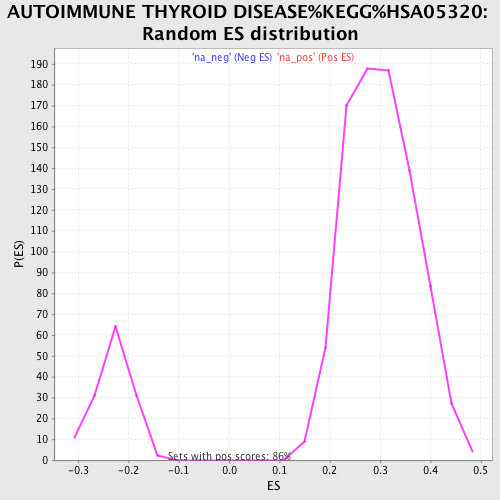 AUTOIMMUNE THYROID DISEASE%KEGG%HSA05320:
Random ES distribution
'na_neg' (Neg ES) 'na_pos' (Pos ES)
190
180
170
160
150
140
130
120
110
100
90
80
70
60
50
40
30
20
10
0
P(ES)
Sets with pos scores: 86%
-0.3 -0.2 -0.1 0.0 0.1 0.2 0.3 0.4 0.5
ES